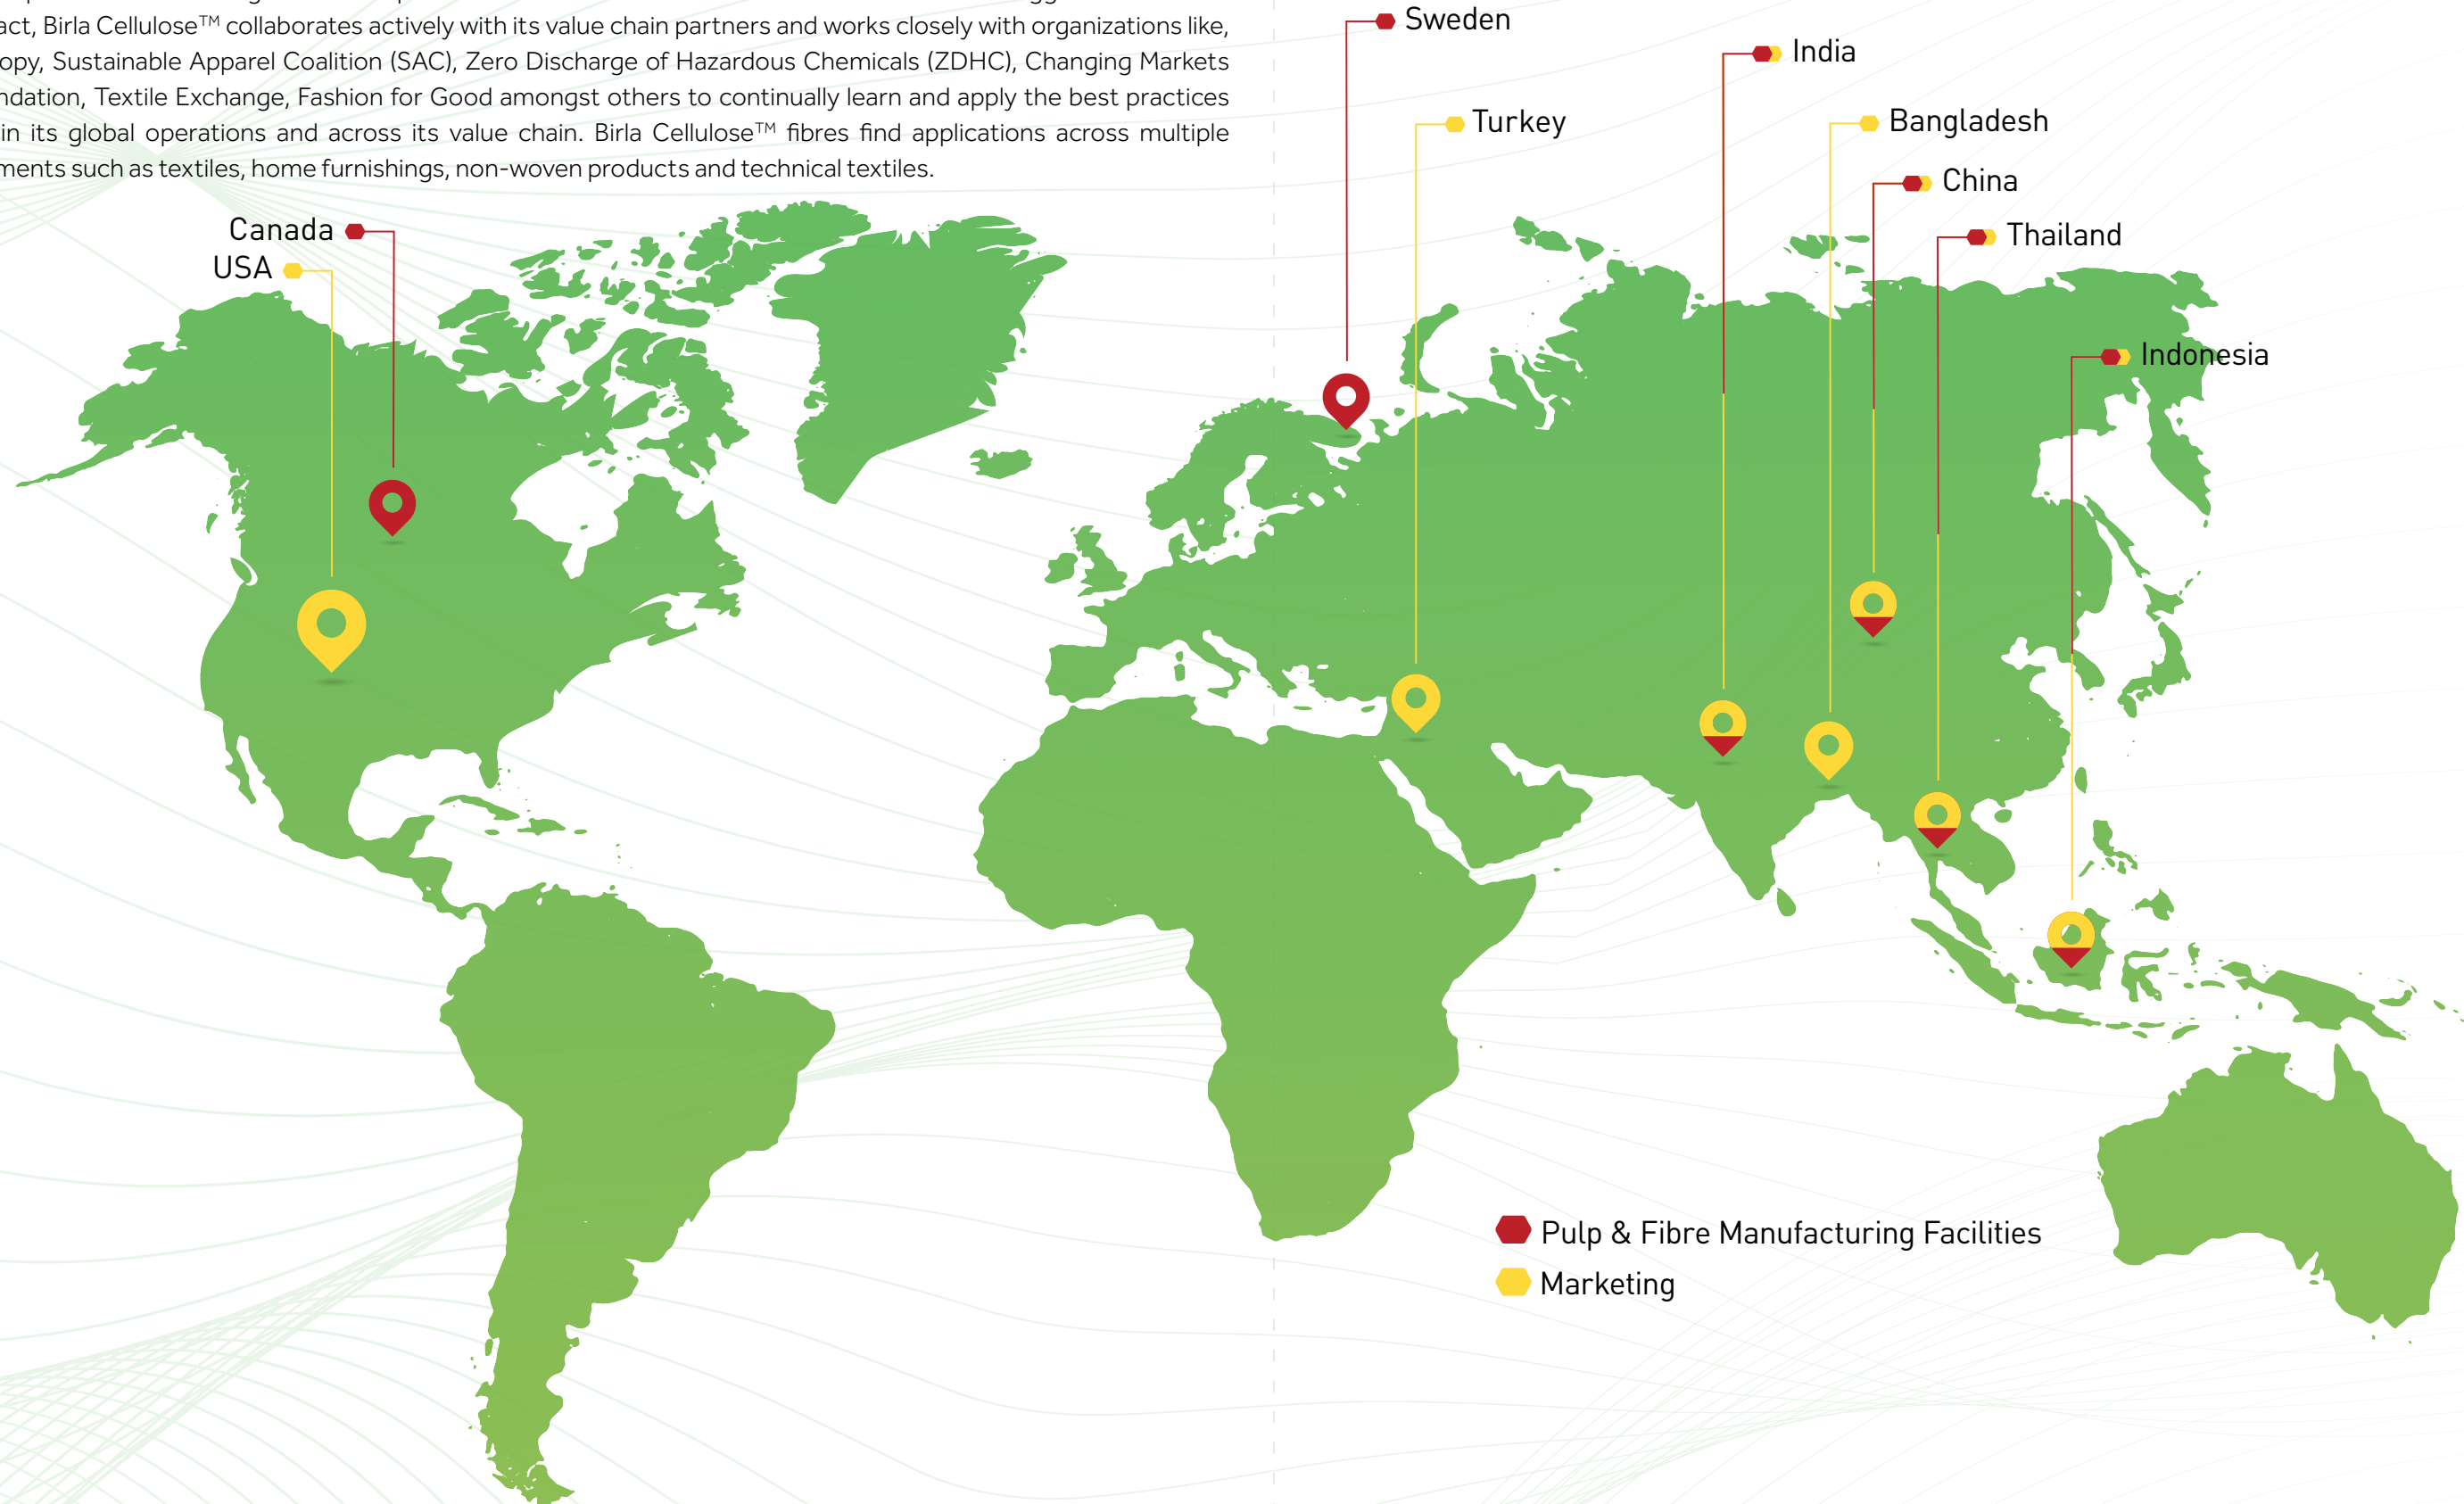 act, Birla Cellulose™ collaborates actively with its value chain partners and works closely with organizations like,
opy, Sustainable Apparel Coalition (SAC), Zero Discharge of Hazardous Chemicals (ZDHC), Changing Markets
ndation, Textile Exchange, Fashion for Good amongst others to continually learn and apply the best practices
in its global operations and across its value chain. Birla Cellulose™ fibres find applications across multiple
ments such as textiles, home furnishings, non-woven products and technical textiles.
Sweden
India
Turkey
Bangladesh
China
Canada
Thailand
USA
Indonesia
Pulp & Fibre Manufacturing Facilities
Marketing